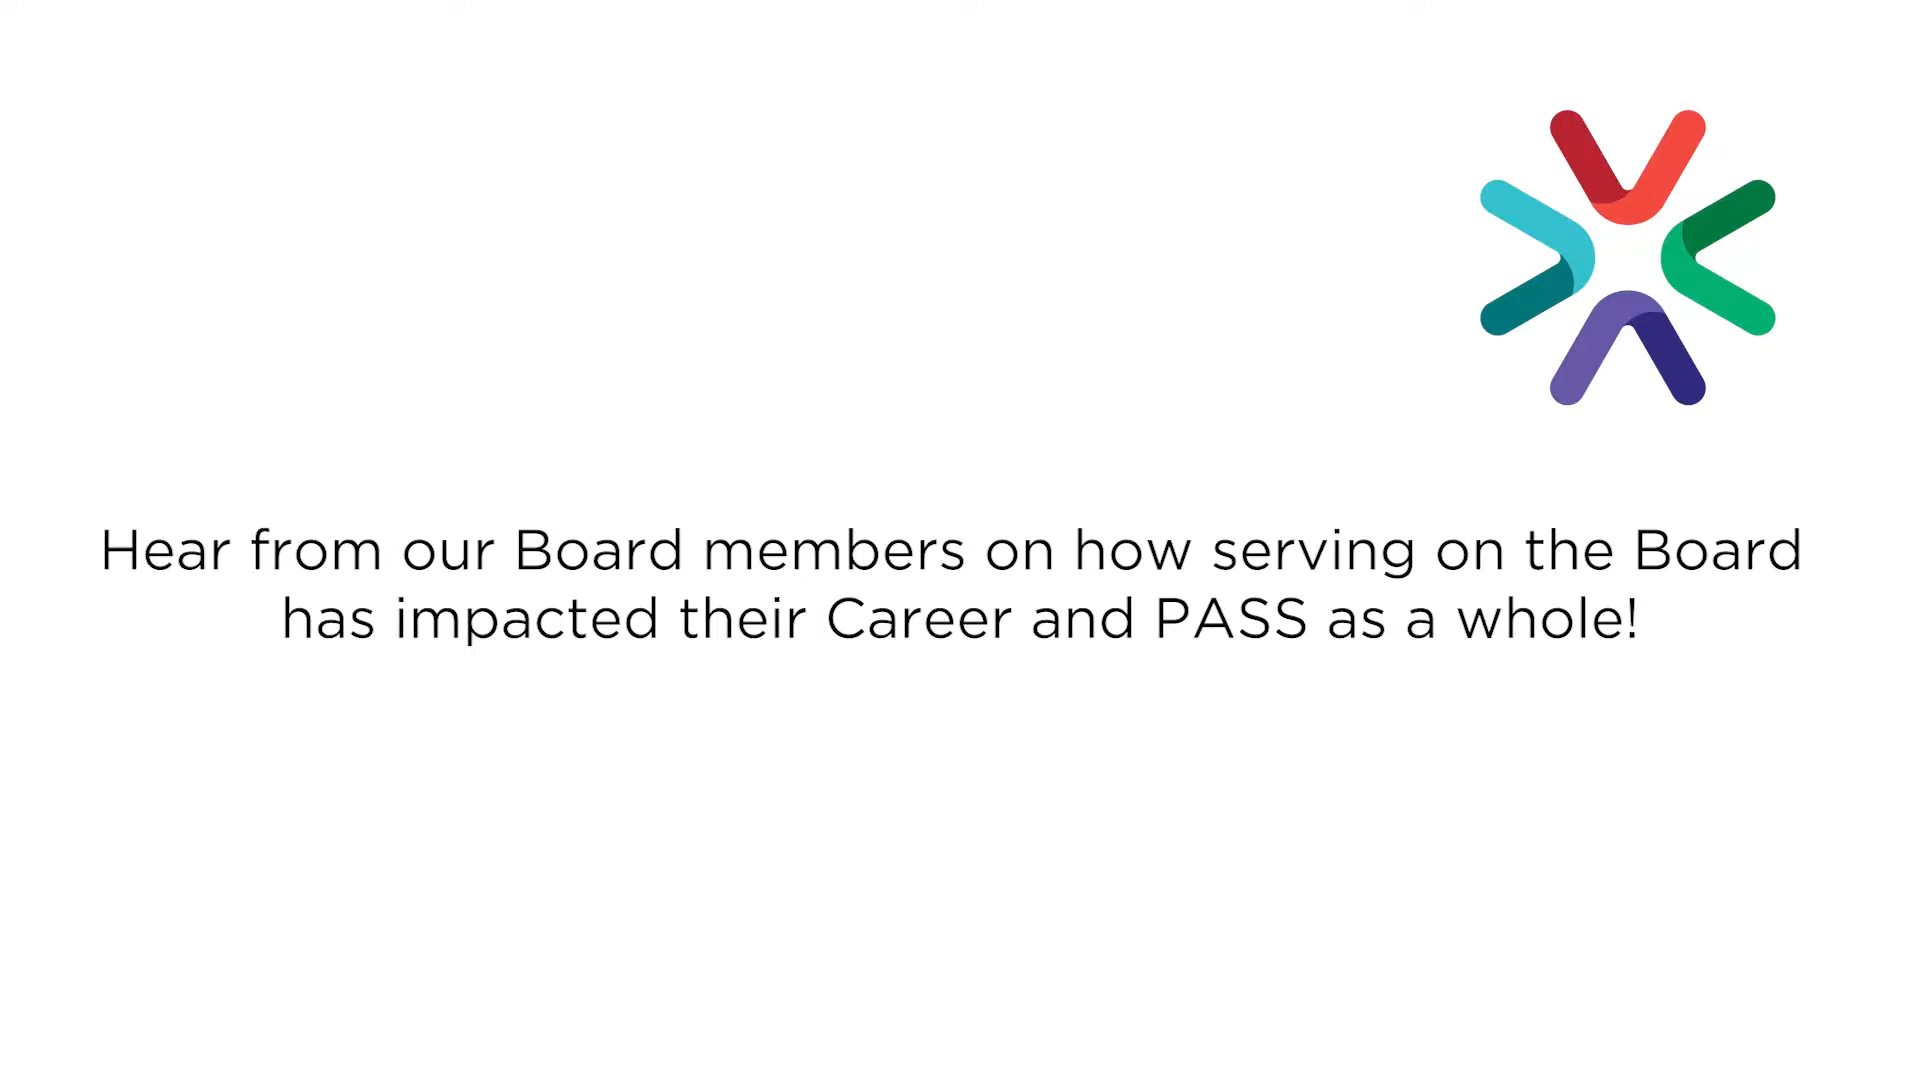 Hear from our Board members on how serving on the Board
has impacted their Career and PASS as a whole!